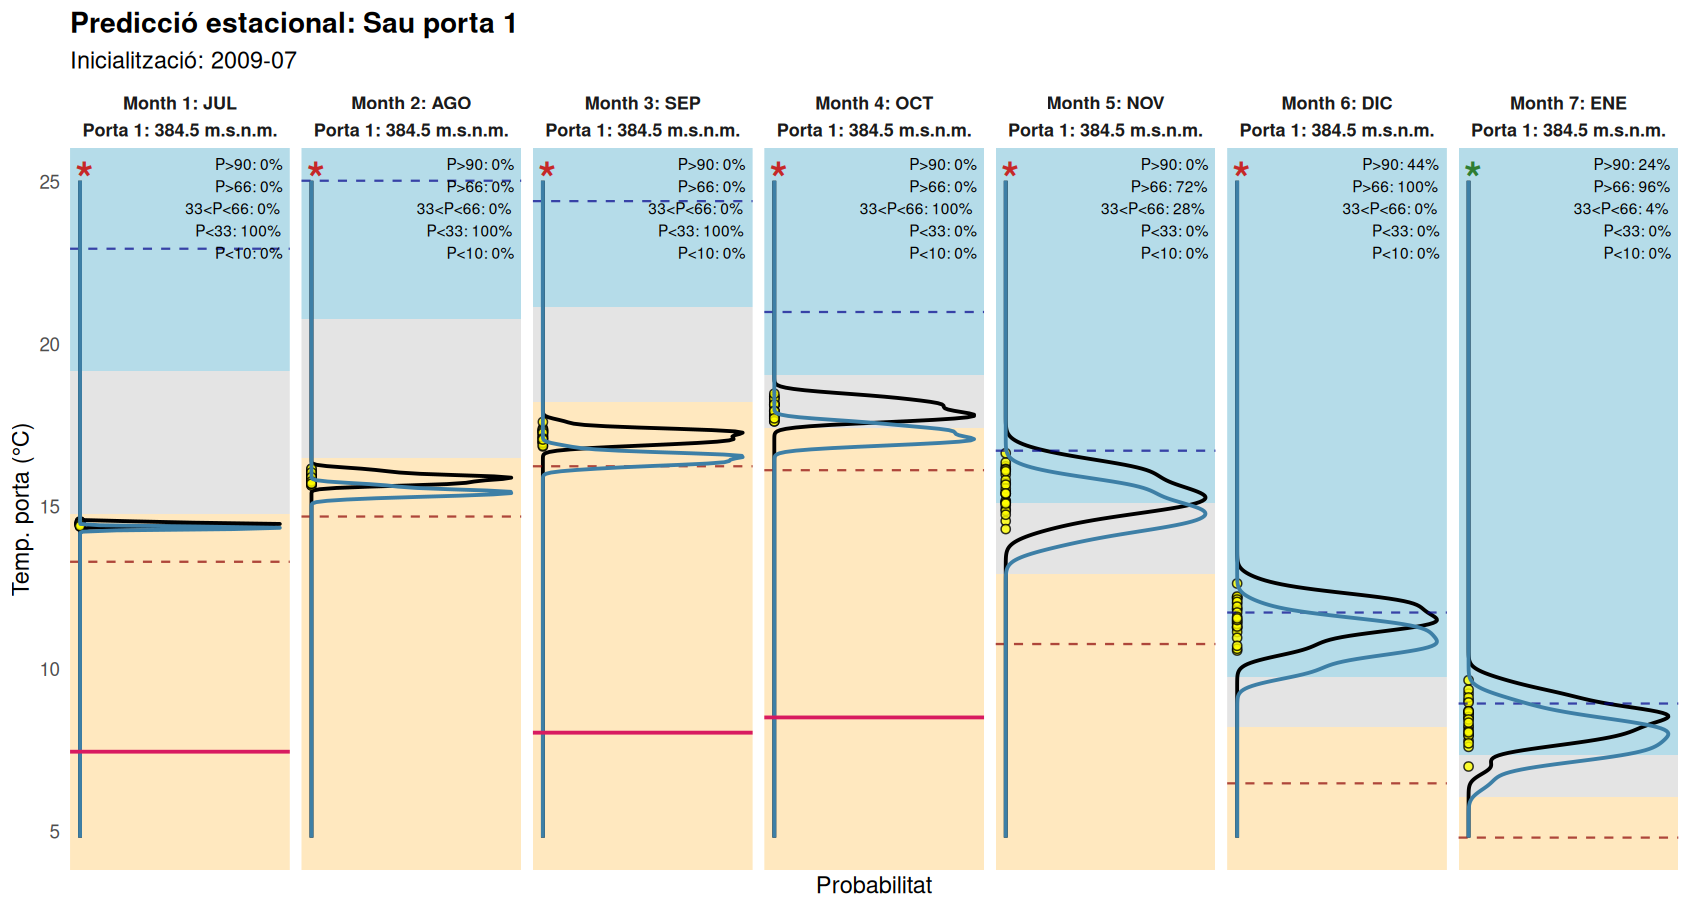 Predicció estacional: Sau porta 1
Inicialització: 2009-07
Month 1: JUL
Porta 1: 384.5 m.s.n.m.
Month 2: AGO
Porta 1: 384.5 m.s.n.m.
Month 3: SEP
Porta 1: 384.5 m.s.n.m.
Month 4: OCT
Porta 1: 384.5 m.s.n.m.
Month 5: NOV
Porta 1: 384.5 m.s.n.m.
Month 6: DIC
Porta 1: 384.5 m.s.n.m.
Month 7: ENE
Porta 1: 384.5 m.s.n.m.
*
P>90: 0%
P>66: 0%
33<P<66: 0%
P<33: 100%
P<10: 0%
*
P>90: 0%
P>66: 0%
33<P<66: 0%
P<33: 100%
P<10: 0%
*
P>90: 0%
P>66: 0%
33<P<66: 0%
P<33: 100%
P<10: 0%
*
P>90: 0%
P>66: 0%
33<P<66: 100%
P<33: 0%
P<10: 0%
*
P>90: 0%
P>66: 72%
33<P<66: 28%
P<33: 0%
P<10: 0%
*
P>90: 44%
P>66: 100%
33<P<66: 0%
P<33: 0%
P<10: 0%
*
P>90: 24%
P>66: 96%
33<P<66: 4%
P<33: 0%
P<10: 0%
25
20
15
10
5
Temp. porta (°C)
Probabilitat